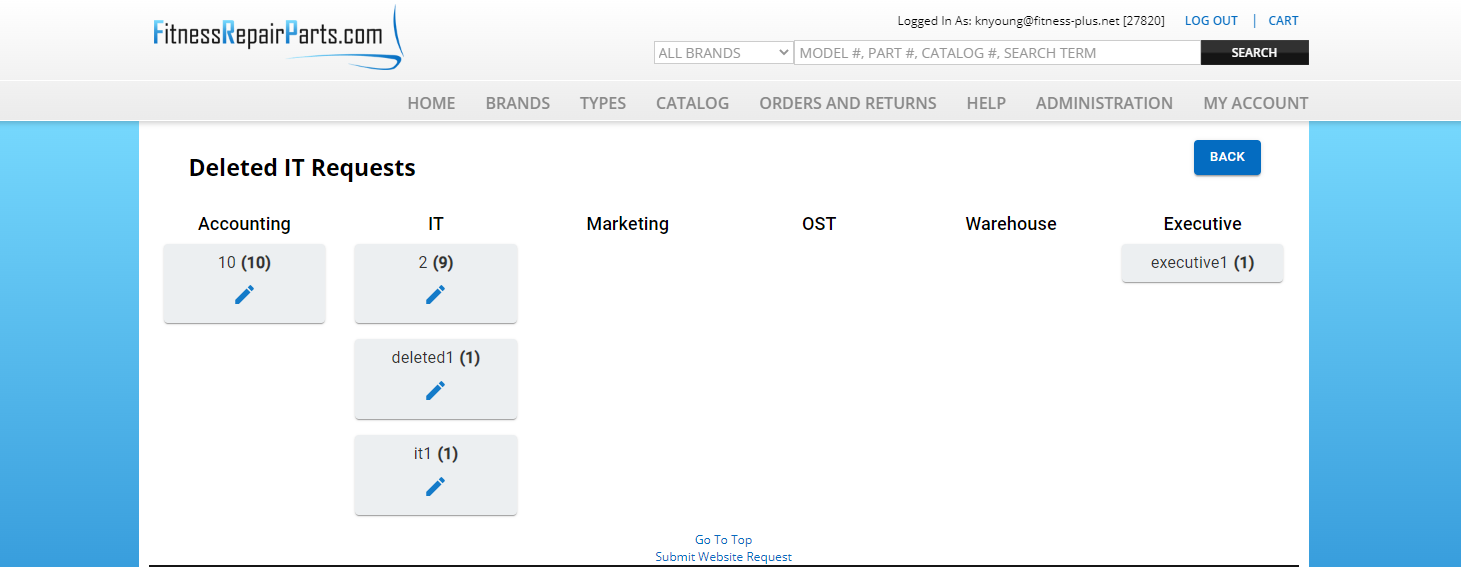 FitnessRepairParts.com
Logged In As: knyoung@fitness-plus.net [27820] LOG OUT | CART
ALL BRANDS MODEL #, PART #, CATALOG #, SEARCH TERM SEARCH
HOME BRANDS TYPES CATALOG ORDERS AND RETURNS HELP ADMINISTRATION MY ACCOUNT
BACK
Deleted IT Requests
Accounting IT Marketing OST Warehouse Executive
10 (10) 2 (9) executive1 (1)
deleted1 (1)
it1 (1)
Go To Top
Submit Website Request